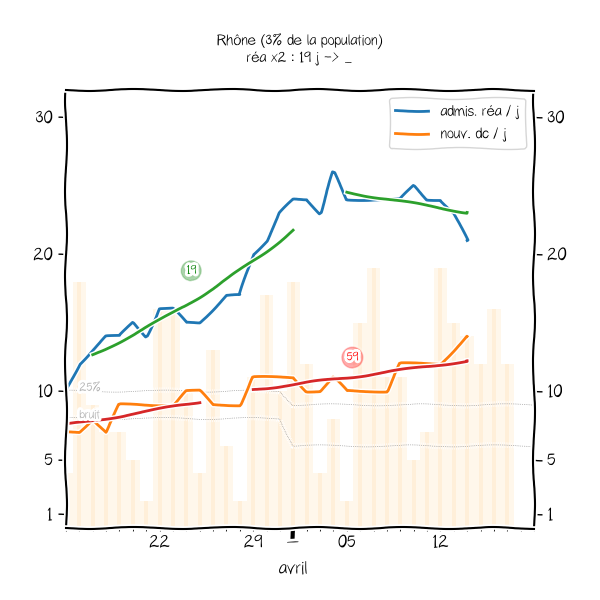 Rhône (3% de la population)
réa x2 : 19 j -> _
admis. réa / j
nouv. dc / j
30
30
20
20
19
59
25%
10
10
bruit
5
5
1
1
22
29
05
12
avril